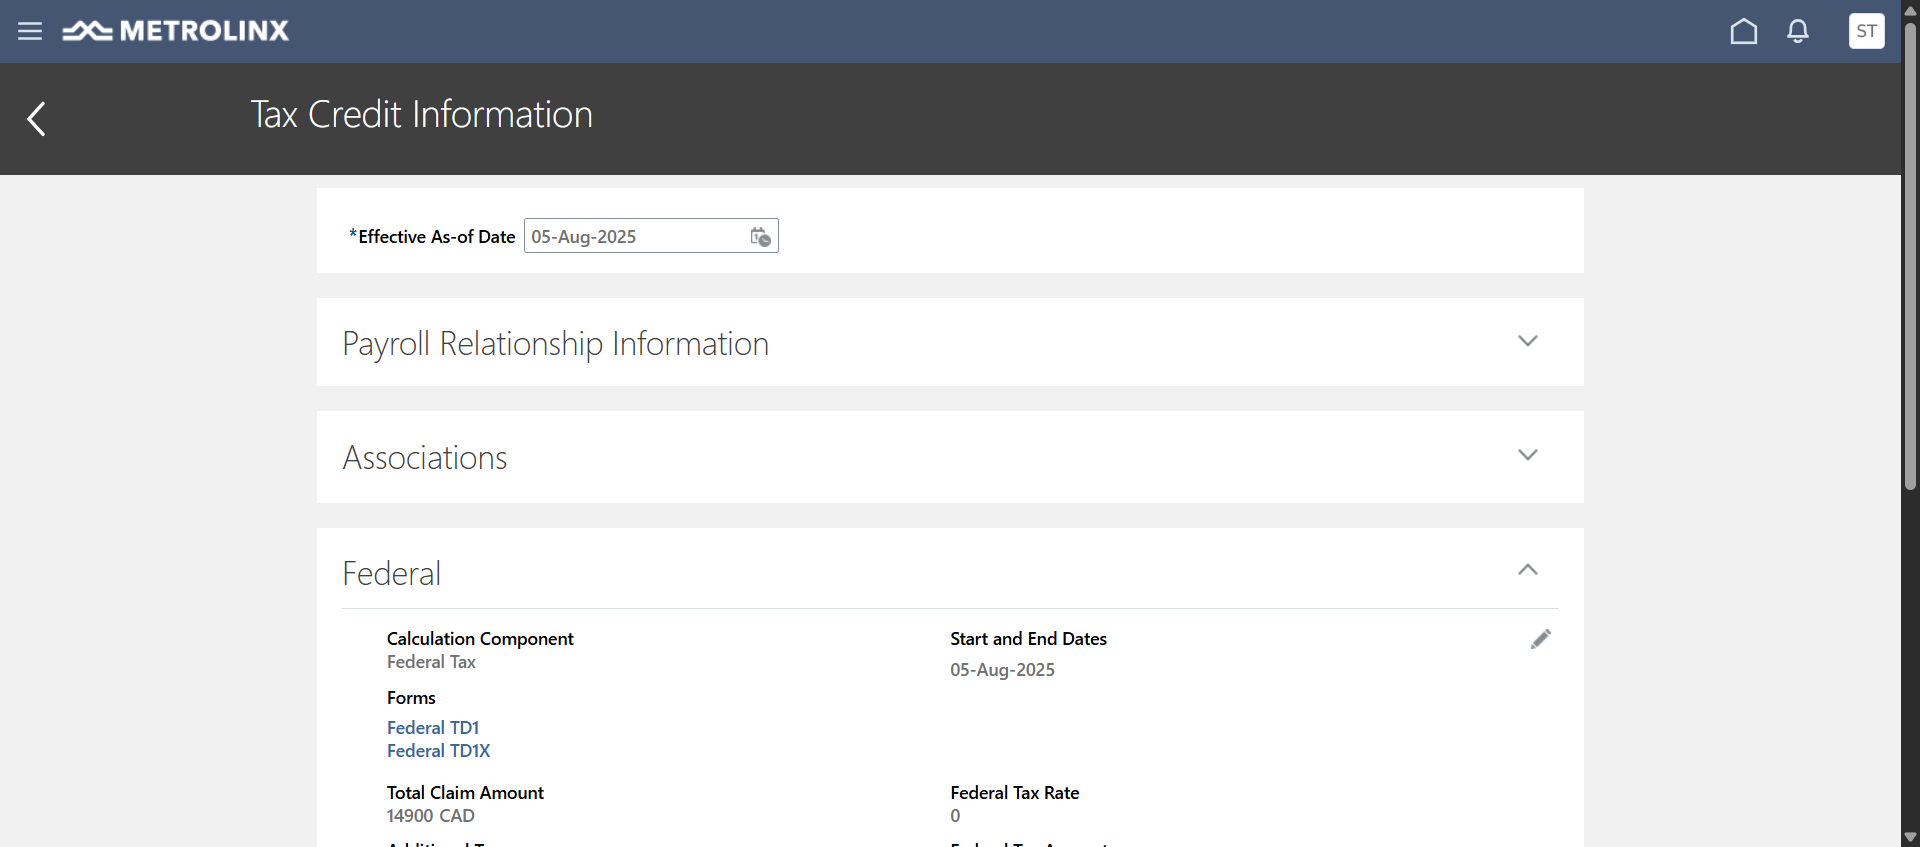 METROLINX
ST
Tax Credit Information
*Effective As-of Date 05-Aug-2025
Payroll Relationship Information
Associations
Federal
Calculation Component
Federal Tax
Start and End Dates
05-Aug-2025
Forms
Federal TD1
Federal TD1X
Total Claim Amount
14900 CAD
Federal Tax Rate
0